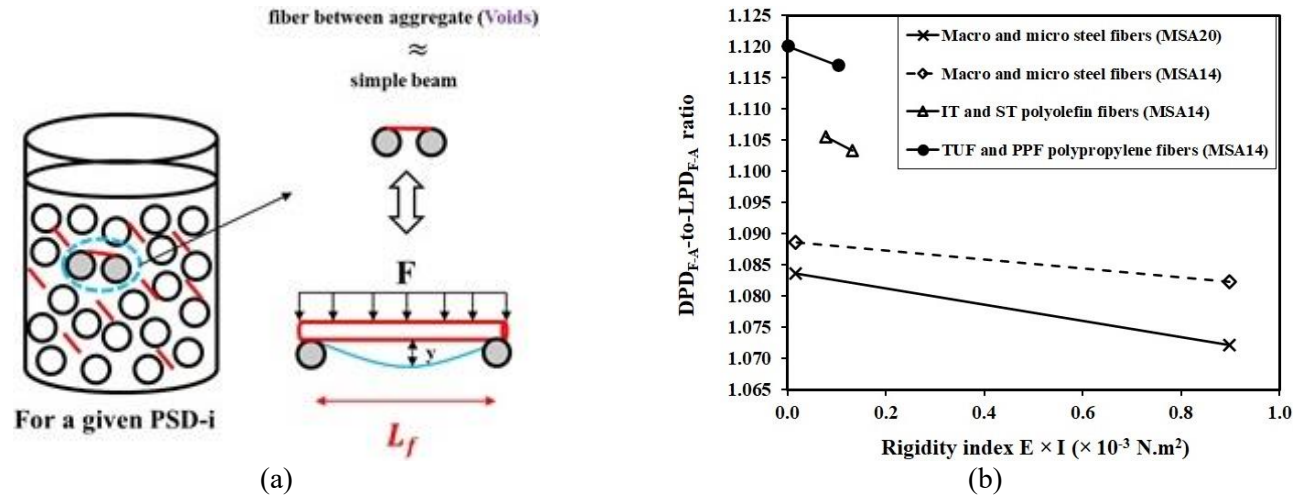 fiber between aggregate (Voids)
≈
simple beam
F
y
L_f
For a given PSD-i
(a)
DPD_F-A-to-LPD_F-A ratio
1.125
1.120
1.115
1.110
1.105
1.100
1.095
1.090
1.085
1.080
1.075
1.070
1.065
Macro and micro steel fibers (MSA20)
Macro and micro steel fibers (MSA14)
IT and ST polyolefin fibers (MSA14)
TUF and PPF polypropylene fibers (MSA14)
0.0 0.2 0.4 0.6 0.8 1.0
Rigidity index E × I (× 10⁻³ N.m²)
(b)